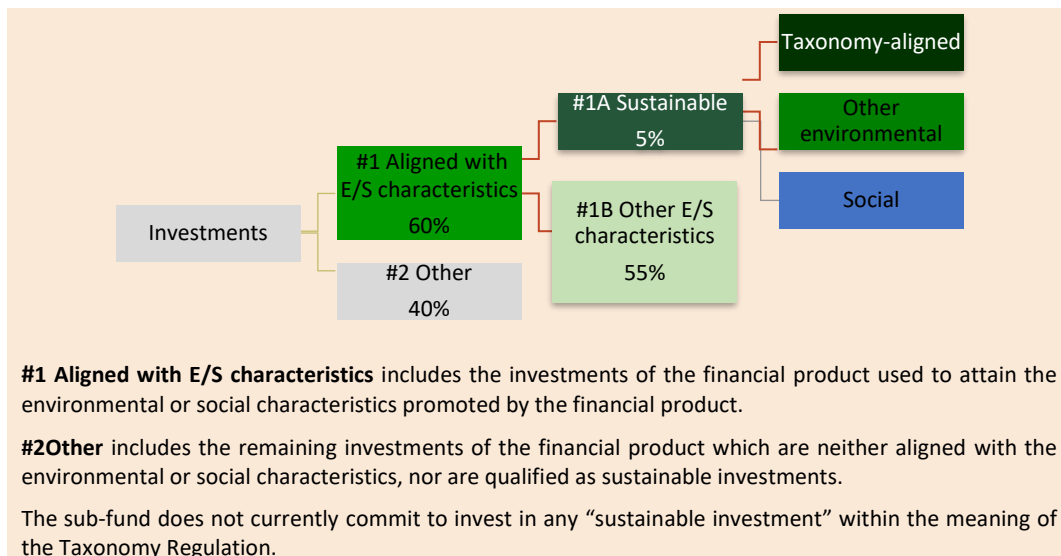 Taxonomy-aligned
#1A Sustainable
5%
Other
environmental
#1 Aligned with
E/S characteristics
60%
#1B Other E/S
characteristics
55%
Social
Investments
#2 Other
40%
#1 Aligned with E/S characteristics includes the investments of the financial product used to attain the
environmental or social characteristics promoted by the financial product.
#2Other includes the remaining investments of the financial product which are neither aligned with the
environmental or social characteristics, nor are qualified as sustainable investments.
The sub-fund does not currently commit to invest in any “sustainable investment” within the meaning of
the Taxonomy Regulation.